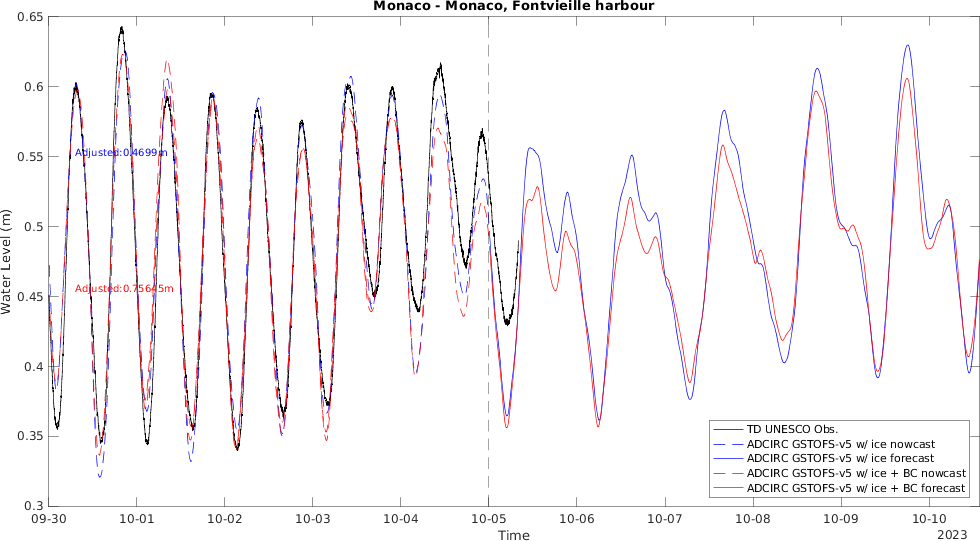 Monaco - Monaco, Fontvieille harbour
0.65
0.6
0.55
0.5
0.45
0.4
0.35
0.3
Water Level (m)
Adjusted:0.4699m
Adjusted:0.75645m
TD UNESCO Obs.
ADCIRC GSTOFS-v5 w/ ice nowcast
ADCIRC GSTOFS-v5 w/ ice forecast
ADCIRC GSTOFS-v5 w/ ice + BC nowcast
ADCIRC GSTOFS-v5 w/ ice + BC forecast
09-30 10-01 10-02 10-03 10-04 10-05 10-06 10-07 10-08 10-09 10-10
Time
2023